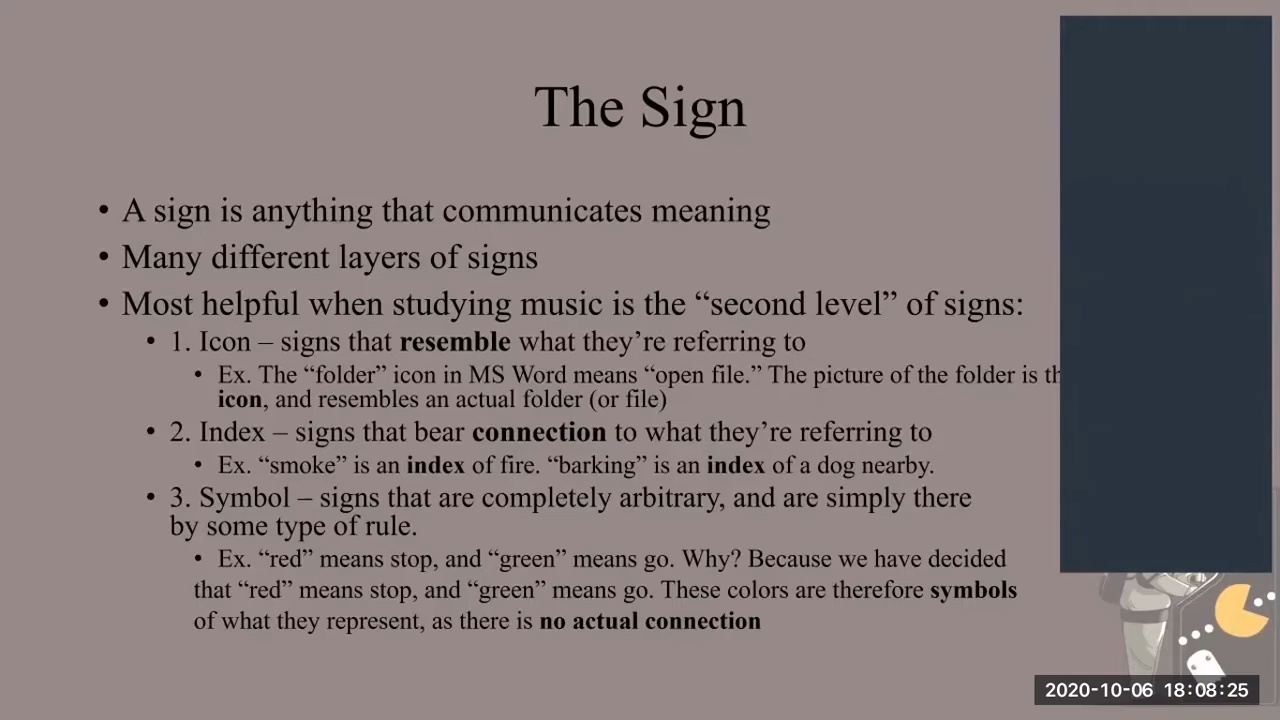 The Sign
• A sign is anything that communicates meaning
• Many different layers of signs
• Most helpful when studying music is the “second level” of signs:
• 1. Icon – signs that resemble what they’re referring to
• Ex. The “folder” icon in MS Word means “open file.” The picture of the folder is th
icon, and resembles an actual folder (or file)
• 2. Index – signs that bear connection to what they’re referring to
• Ex. “smoke” is an index of fire. “barking” is an index of a dog nearby.
• 3. Symbol – signs that are completely arbitrary, and are simply there
by some type of rule.
• Ex. “red” means stop, and “green” means go. Why? Because we have decided
that “red” means stop, and “green” means go. These colors are therefore symbols
of what they represent, as there is no actual connection
2020-10-06 18:08:25